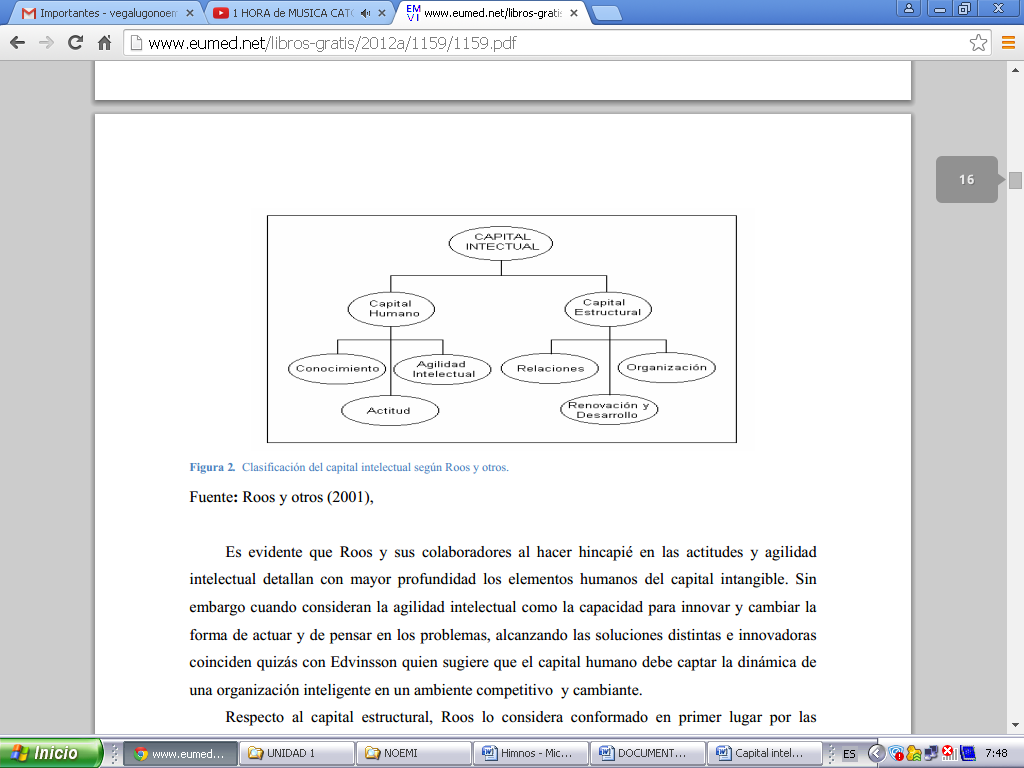 Importantes - vegalugonoem
1 HORA de MUSICA CATO
EM VI
www.eumed.net/libros-gratis
www.eumed.net/libros-gratis/2012a/1159/1159.pdf
16
CAPITAL
INTECTUAL
Capital
Humano
Capital
Estructural
Conocimiento
Agilidad
Intelectual
Relaciones
Organización
Actitud
Renovación y
Desarrollo
Figura 2. Clasificación del capital intelectual según Roos y otros.
Fuente: Roos y otros (2001),
Es evidente que Roos y sus colaboradores al hacer hincapié en las actitudes y agilidad
intelectual detallan con mayor profundidad los elementos humanos del capital intangible. Sin
embargo cuando consideran la agilidad intelectual como la capacidad para innovar y cambiar la
forma de actuar y de pensar en los problemas, alcanzando las soluciones distintas e innovadoras
coinciden quizás con Edvinsson quien sugiere que el capital humano debe captar la dinámica de
una organización inteligente en un ambiente competitivo y cambiante.
Respecto al capital estructural, Roos lo considera conformado en primer lugar por las
Inicio
www.eumed...
UNIDAD 1
NOEMI
Himnos - Mic...
DOCUMENT...
Capital intel...
ES
7:48